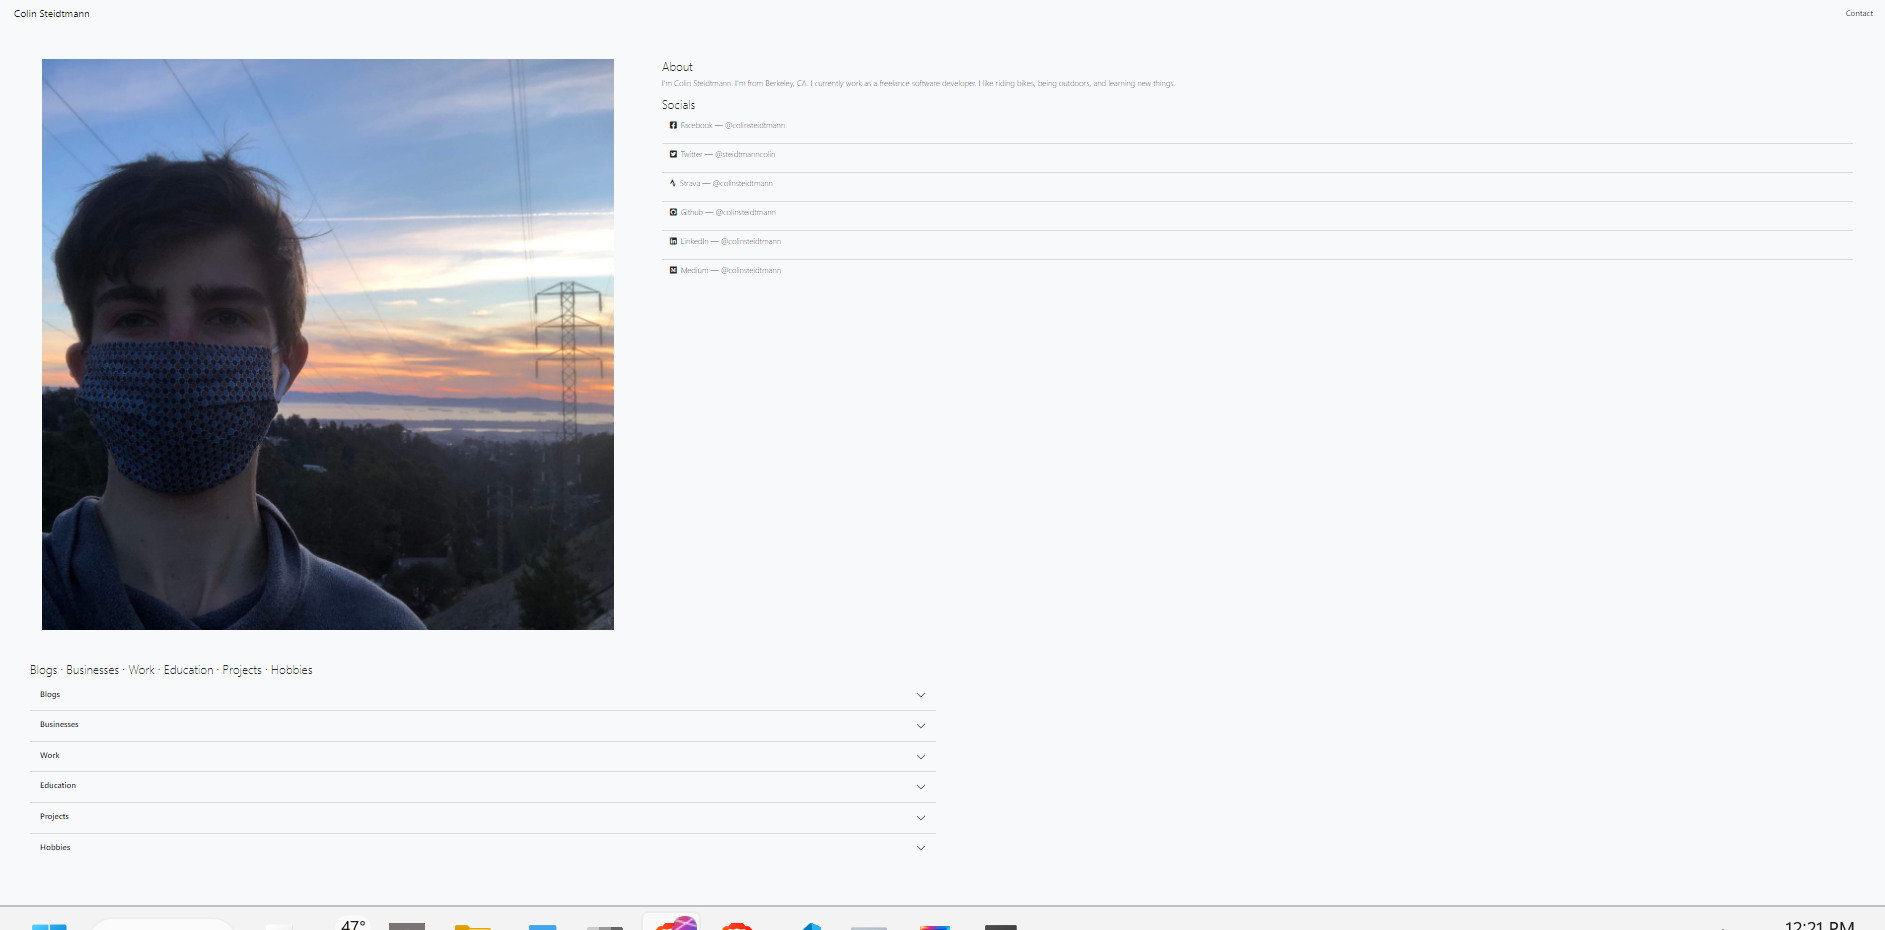 Colin Steidtmann
Contact
About
I'm Colin Steidtmann. I'm from Berkeley, CA. I currently work as a freelance software developer. I like riding bikes, being outdoors, and learning new things.
Socials
Facebook — @colinsteidtmann
Twitter — @steidtmanncolin
Strava — @colinsteidtmann
Github — @colinsteidtmann
LinkedIn — @colinsteidtmann
Medium — @colinsteidtmann
Blogs · Businesses · Work · Education · Projects · Hobbies
Blogs
Businesses
Work
Education
Projects
Hobbies
47°
12:21 PM